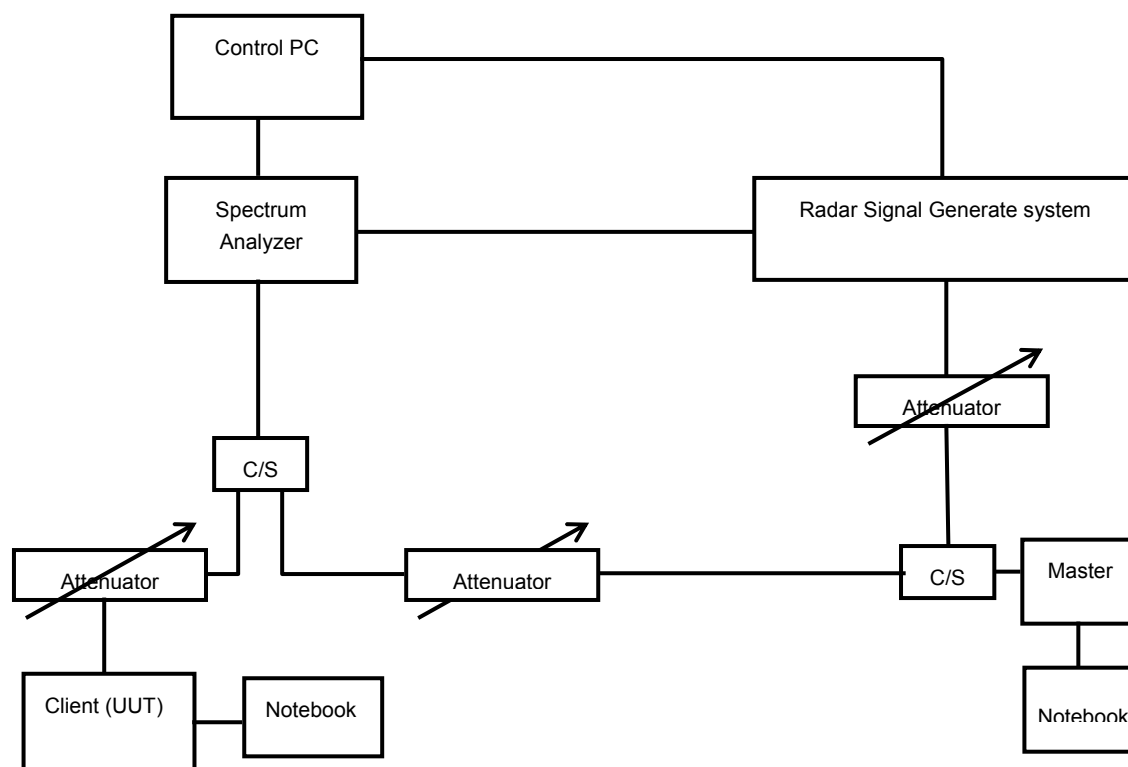 Control PC
Spectrum
Analyzer
Radar Signal Generate system
Attenuator
C/S
Attenuator
Attenuator
C/S
Master
Client (UUT)
Notebook
Notebook